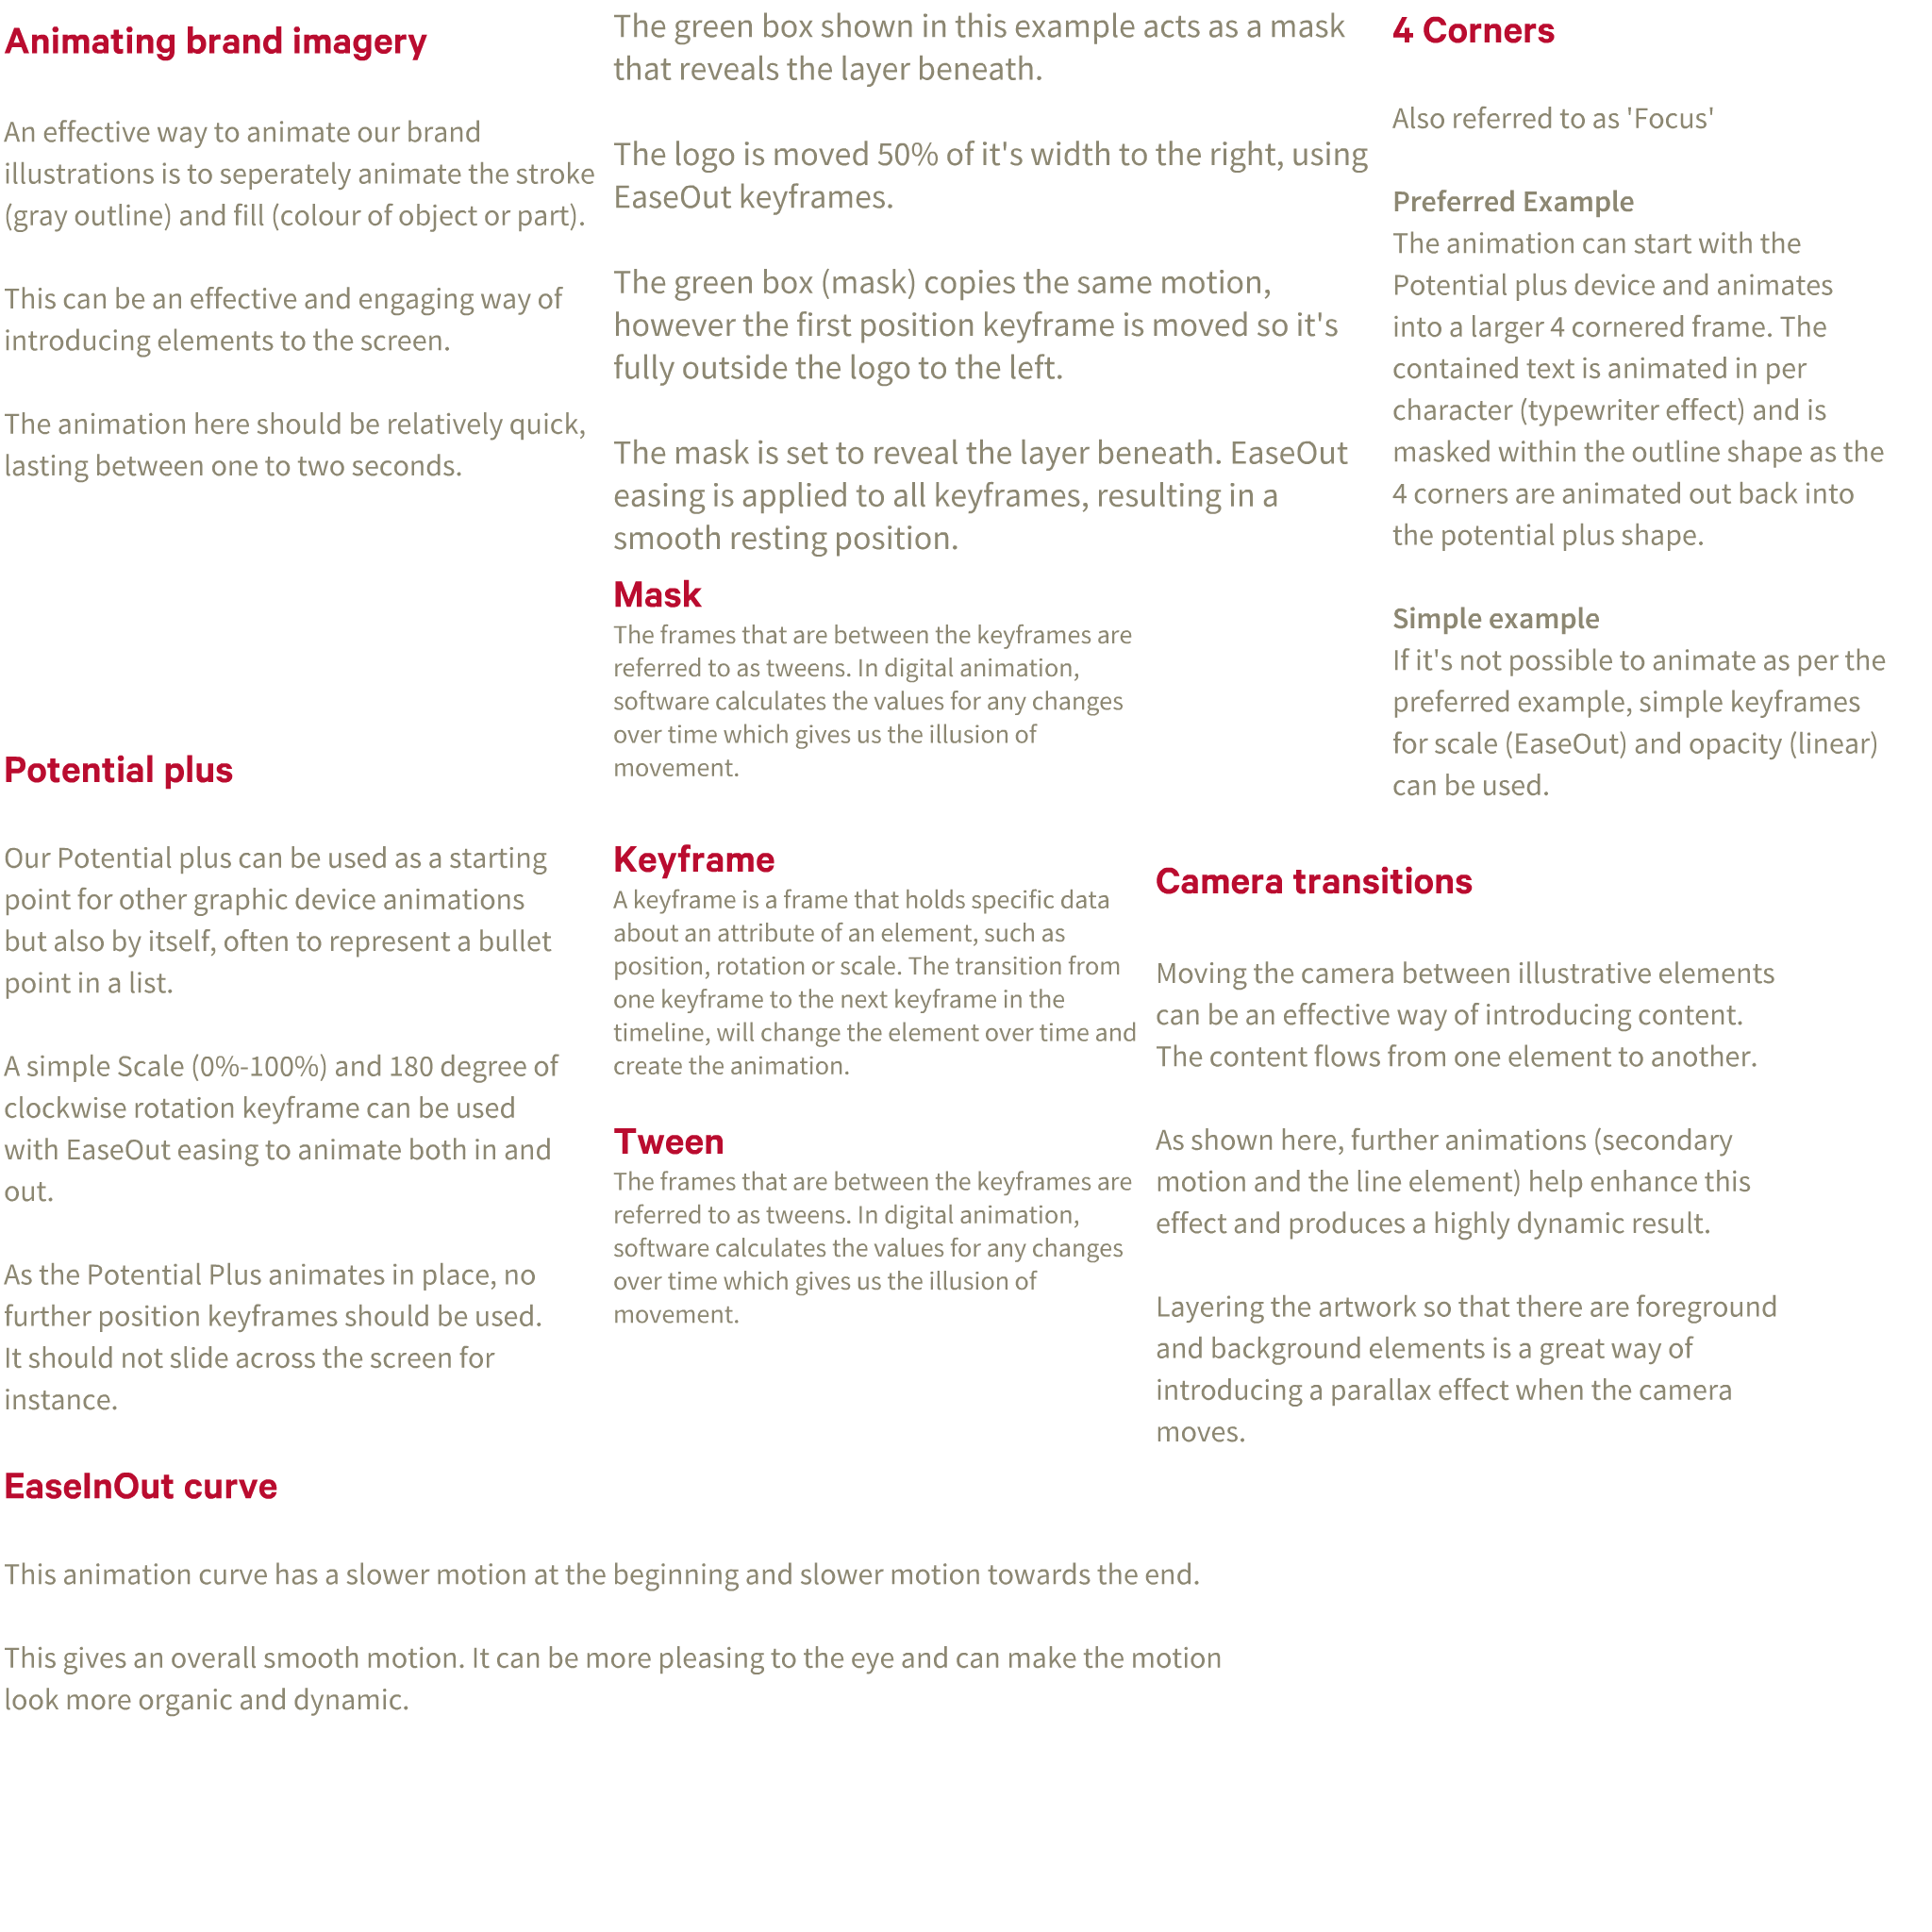 Animating brand imagery
An effective way to animate our brand
illustrations is to seperately animate the stroke
(gray outline) and fill (colour of object or part).
This can be an effective and engaging way of
introducing elements to the screen.
The animation here should be relatively quick,
lasting between one to two seconds.
Potential plus
Our Potential plus can be used as a starting
point for other graphic device animations
but also by itself, often to represent a bullet
point in a list.
A simple Scale (0%-100%) and 180 degree of
clockwise rotation keyframe can be used
with EaseOut easing to animate both in and
out.
As the Potential Plus animates in place, no
further position keyframes should be used.
It should not slide across the screen for
instance.
The green box shown in this example acts as a mask
that reveals the layer beneath.
The logo is moved 50% of it's width to the right, using
EaseOut keyframes.
The green box (mask) copies the same motion,
however the first position keyframe is moved so it's
fully outside the logo to the left.
The mask is set to reveal the layer beneath. EaseOut
easing is applied to all keyframes, resulting in a
smooth resting position.
Mask
The frames that are between the keyframes are
referred to as tweens. In digital animation,
software calculates the values for any changes
over time which gives us the illusion of
movement.
Keyframe
A keyframe is a frame that holds specific data
about an attribute of an element, such as
position, rotation or scale. The transition from
one keyframe to the next keyframe in the
timeline, will change the element over time and
create the animation.
Tween
The frames that are between the keyframes are
referred to as tweens. In digital animation,
software calculates the values for any changes
over time which gives us the illusion of
movement.
4 Corners
Also referred to as 'Focus'
Preferred Example
The animation can start with the
Potential plus device and animates
into a larger 4 cornered frame. The
contained text is animated in per
character (typewriter effect) and is
masked within the outline shape as the
4 corners are animated out back into
the potential plus shape.
Simple example
If it's not possible to animate as per the
preferred example, simple keyframes
for scale (EaseOut) and opacity (linear)
can be used.
Camera transitions
Moving the camera between illustrative elements
can be an effective way of introducing content.
The content flows from one element to another.
As shown here, further animations (secondary
motion and the line element) help enhance this
effect and produces a highly dynamic result.
Layering the artwork so that there are foreground
and background elements is a great way of
introducing a parallax effect when the camera
moves.
EaseInOut curve
This animation curve has a slower motion at the beginning and slower motion towards the end.
This gives an overall smooth motion. It can be more pleasing to the eye and can make the motion
look more organic and dynamic.